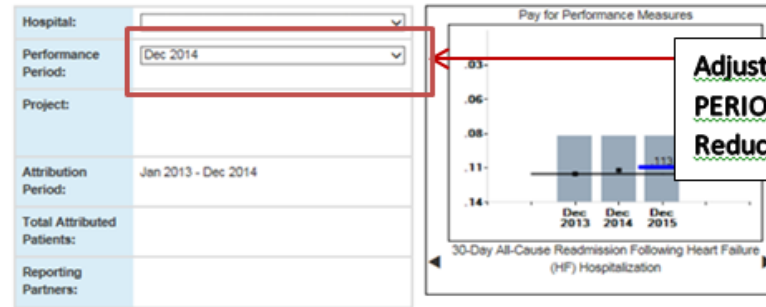 Hospital:
Performance Period:
Dec 2014
Project:
Attribution Period:
Jan 2013 - Dec 2014
Total Attributed Patients:
Reporting Partners:
Pay for Performance Measures
.03-
.06-
.08-
.11-
.14-
.113
Dec 2013
Dec 2014
Dec 2015
30-Day All-Cause Readmission Following Heart Failure
(HF) Hospitalization
Adjust
PERIO
Reduc